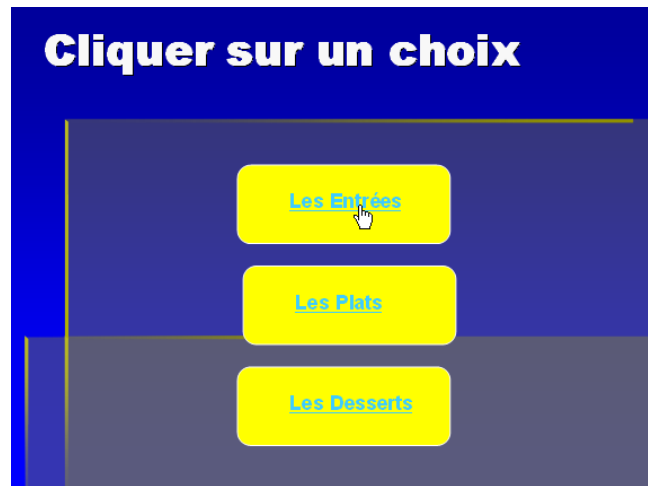 Cliquer sur un choix
Les Entrées
Les Plats
Les Desserts